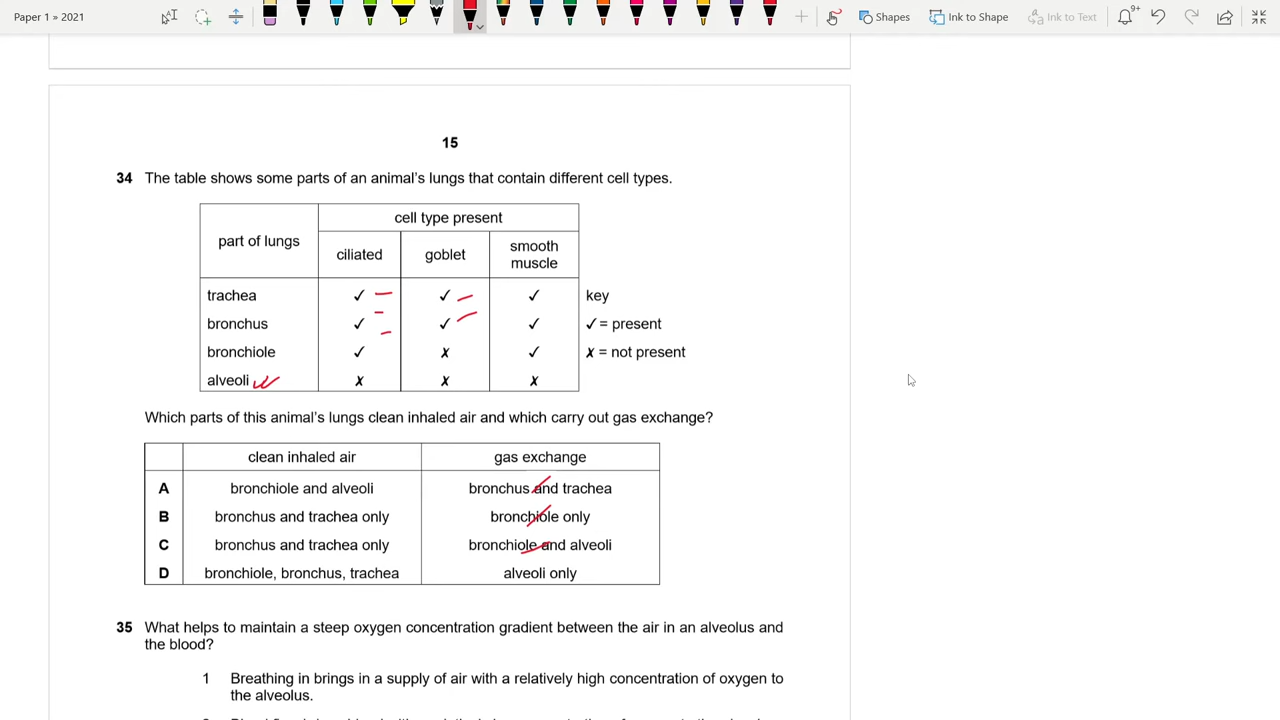 Paper 1 » 2021
Shapes
Ink to Shape
Ink to Text
9+
15
34 The table shows some parts of an animal's lungs that contain different cell types.
part of lungs
cell type present
ciliated
goblet
smooth
muscle
trachea ✓ ✓ ✓ key
bronchus ✓ ✓ ✓ ✓ = present
bronchiole ✓ ✗ ✓ ✗ = not present
alveoli ✗ ✗ ✗
Which parts of this animal's lungs clean inhaled air and which carry out gas exchange?
clean inhaled air gas exchange
A bronchiole and alveoli bronchus and trachea
B bronchus and trachea only bronchiole only
C bronchus and trachea only bronchiole and alveoli
D bronchiole, bronchus, trachea alveoli only
35 What helps to maintain a steep oxygen concentration gradient between the air in an alveolus and
the blood?
1 Breathing in brings in a supply of air with a relatively high concentration of oxygen to
the alveolus.